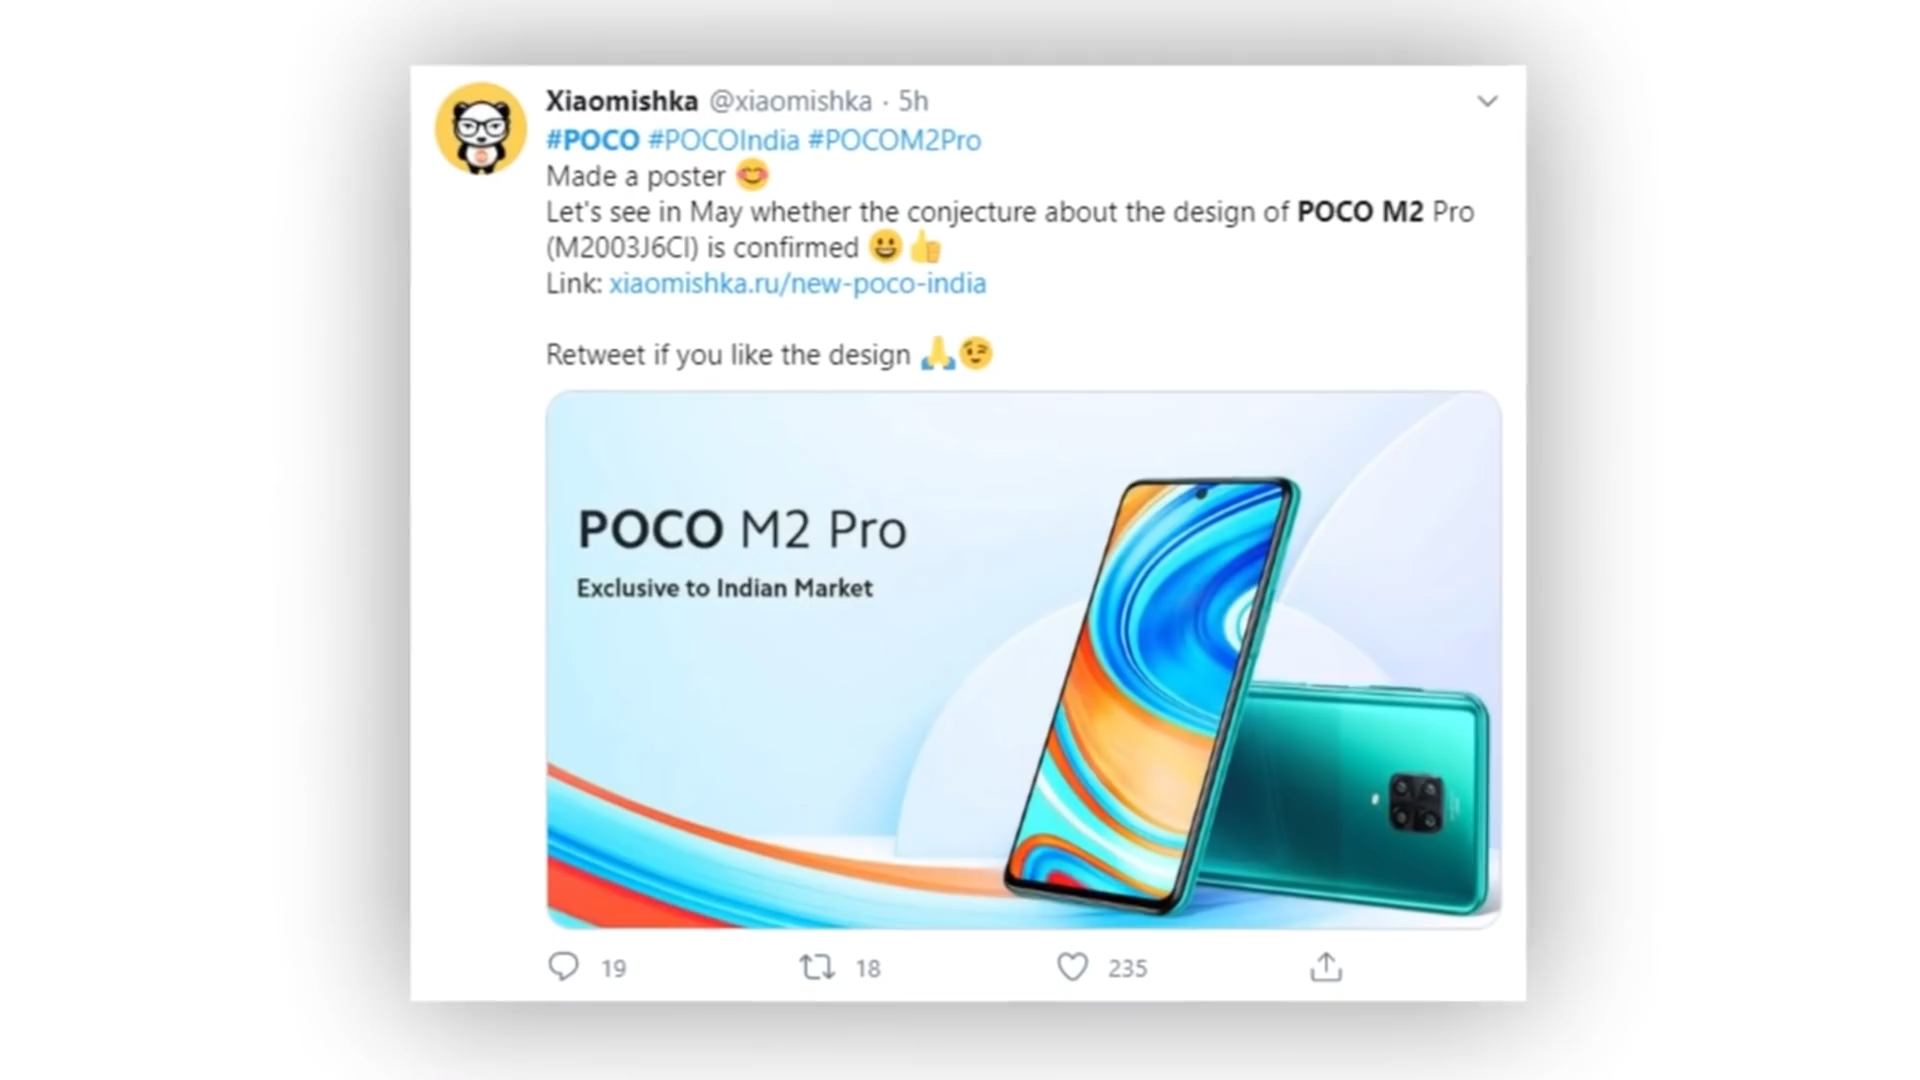 Xiaomishka @xiaomishka · 5h
#POCO #POCOIndia #POCOM2Pro
Made a poster 😊
Let's see in May whether the conjecture about the design of POCO M2 Pro
(M2003J6CI) is confirmed 😀👍
Link: xiaomishka.ru/new-poco-india
Retweet if you like the design 🙏😉
POCO M2 Pro
Exclusive to Indian Market
19 18 235